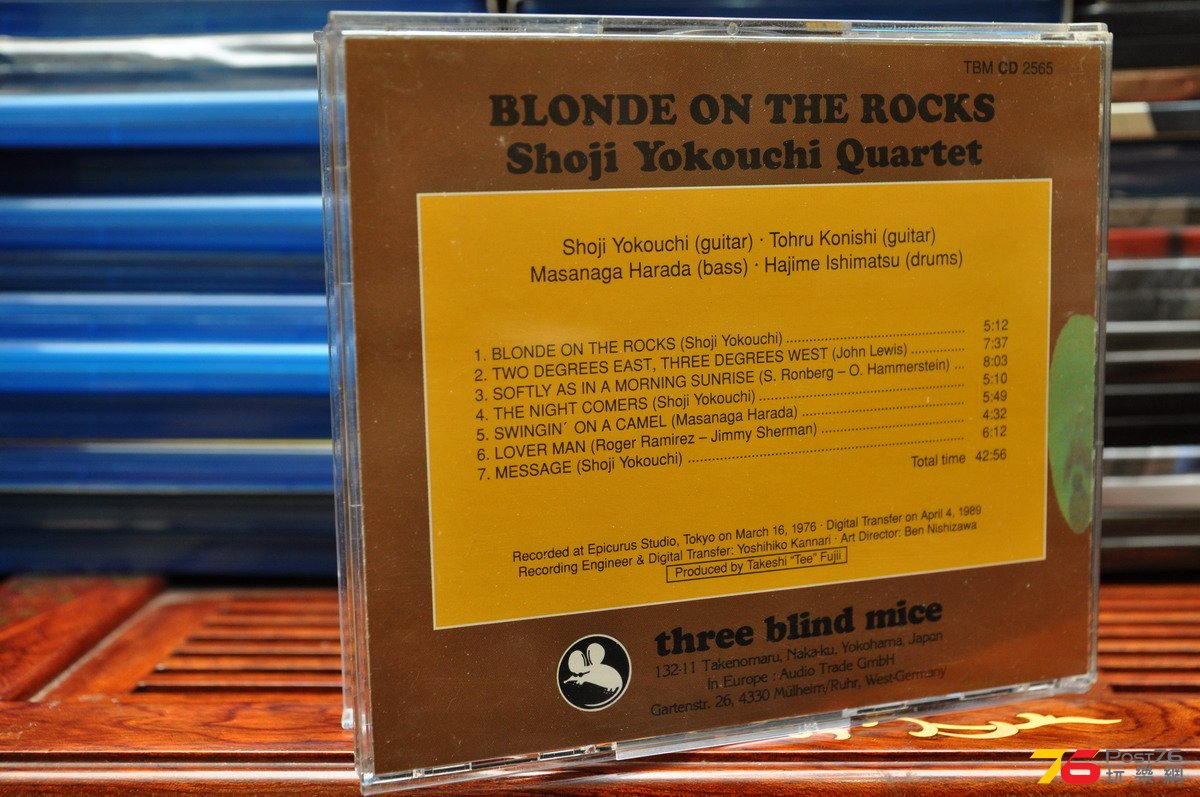 TBM CD 2565
BLONDE ON THE ROCKS
Shoji Yokouchi Quartet
Shoji Yokouchi (guitar) · Tohru Konishi (guitar)
Masanaga Harada (bass) · Hajime Ishimatsu (drums)
1. BLONDE ON THE ROCKS (Shoji Yokouchi) 5:12
2. TWO DEGREES EAST, THREE DEGREES WEST (John Lewis) 7:37
3. SOFTLY AS IN A MORNING SUNRISE (S. Ronberg – O. Hammerstein) 8:03
4. THE NIGHT COMERS (Shoji Yokouchi) 5:10
5. SWINGIN´ ON A CAMEL (Masanaga Harada) 5:49
6. LOVER MAN (Roger Ramirez – Jimmy Sherman) 4:32
7. MESSAGE (Shoji Yokouchi) 6:12
Total time 42:56
Recorded at Epicurus Studio, Tokyo on March 16, 1976 · Digital Transfer on April 4, 1989
Recording Engineer & Digital Transfer: Yoshihiko Kannari · Art Director: Ben Nishizawa
Produced by Takeshi "Tee" Fujii
three blind mice
132-11 Takenomaru, Naka-ku, Yokohama, Japan
In Europe : Audio Trade GmbH
Gartenstr. 26, 4330 Mülheim/Ruhr, West-Germany
76 Post76